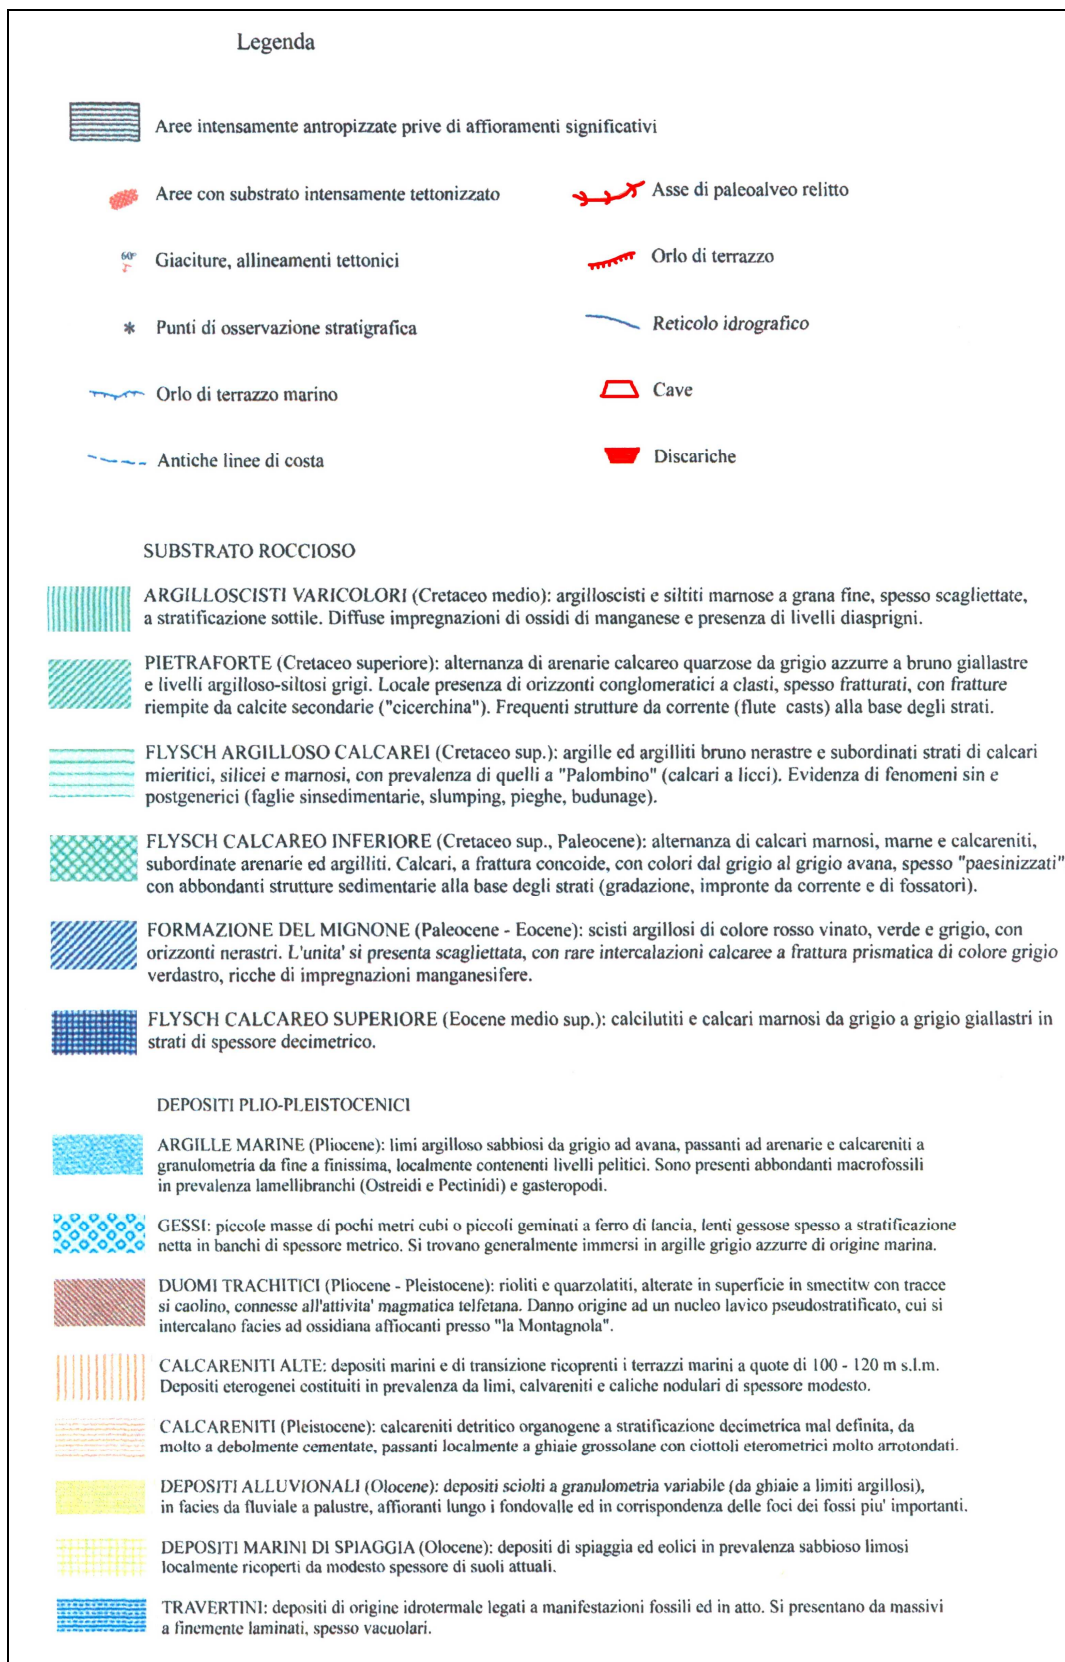 Legenda
Aree intensamente antropizzate prive di affioramenti significativi
Aree con substrato intensamente tettonizzato
Asse di paleoalveo relitto
60°
Giaciture, allineamenti tettonici
Orlo di terrazzo
Punti di osservazione stratigrafica
Reticolo idrografico
Orlo di terrazzo marino
Cave
Antiche linee di costa
Discariche
SUBSTRATO ROCCIOSO
ARGILLOSCISTI VARICOLORI (Cretaceo medio): argilloscisti e siltiti marnose a grana fine, spesso scagliettate,
a stratificazione sottile. Diffuse impregnazioni di ossidi di manganese e presenza di livelli diasprigni.
PIETRAFORTE (Cretaceo superiore): alternanza di arenarie calcareo quarzose da grigio azzurre a bruno giallastre
e livelli argilloso-siltosi grigi. Locale presenza di orizzonti conglomeratici a clasti, spesso fratturati, con fratture
riempite da calcite secondarie ("cicerchina"). Frequenti strutture da corrente (flute casts) alla base degli strati.
FLYSCH ARGILLOSO CALCAREI (Cretaceo sup.): argille ed argilliti bruno nerastre e subordinati strati di calcari
mieritici, silicei e marnosi, con prevalenza di quelli a "Palombino" (calcari a licci). Evidenza di fenomeni sin e
postgenerici (faglie sinsedimentarie, slumping, pieghe, budunage).
FLYSCH CALCAREO INFERIORE (Cretaceo sup., Paleocene): alternanza di calcari marnosi, marne e calcareniti,
subordinate arenarie ed argilliti. Calcari, a frattura concoide, con colori dal grigio al grigio avana, spesso "paesinizzati"
con abbondanti strutture sedimentarie alla base degli strati (gradazione, impronte da corrente e di fossatori).
FORMAZIONE DEL MIGNONE (Paleocene - Eocene): scisti argillosi di colore rosso vinato, verde e grigio, con
orizzonti nerastri. L'unita' si presenta scagliettata, con rare intercalazioni calcaree a frattura prismatica di colore grigio
verdastro, ricche di impregnazioni manganesifere.
FLYSCH CALCAREO SUPERIORE (Eocene medio sup.): calcilutiti e calcari marnosi da grigio a grigio giallastri in
strati di spessore decimetrico.
DEPOSITI PLIO-PLEISTOCENICI
ARGILLE MARINE (Pliocene): limi argilloso sabbiosi da grigio ad avana, passanti ad arenarie e calcareniti a
granulometria da fine a finissima, localmente contenenti livelli pelitici. Sono presenti abbondanti macrofossili
in prevalenza lamellibranchi (Ostreidi e Pectinidi) e gasteropodi.
GESSI: piccole masse di pochi metri cubi o piccoli geminati a ferro di lancia, lenti gessose spesso a stratificazione
netta in banchi di spessore metrico. Si trovano generalmente immersi in argille grigio azzurre di origine marina.
DUOMI TRACHITICI (Pliocene - Pleistocene): rioliti e quarzolatiti, alterate in superficie in smectitw con tracce
si caolino, connesse all'attivita' magmatica telfetana. Danno origine ad un nucleo lavico pseudostratificato, cui si
intercalano facies ad ossidiana affiocanti presso "la Montagnola".
CALCARENITI ALTE: depositi marini e di transizione ricoprenti i terrazzi marini a quote di 100 - 120 m s.l.m.
Depositi eterogenei costituiti in prevalenza da limi, calvareniti e caliche nodulari di spessore modesto.
CALCARENITI (Pleistocene): calcareniti detritico organogene a stratificazione decimetrica mal definita, da
molto a debolmente cementate, passanti localmente a ghiaie grossolane con ciottoli eterometrici molto arrotondati.
DEPOSITI ALLUVIONALI (Olocene): depositi sciolti a granulometria variabile (da ghiaie a limiti argillosi),
in facies da fluviale a palustre, affioranti lungo i fondovalle ed in corrispondenza delle foci dei fossi piu' importanti.
DEPOSITI MARINI DI SPIAGGIA (Olocene): depositi di spiaggia ed eolici in prevalenza sabbioso limosi
localmente ricoperti da modesto spessore di suoli attuali.
TRAVERTINI: depositi di origine idrotermale legati a manifestazioni fossili ed in atto. Si presentano da massivi
a finemente laminati, spesso vacuolari.